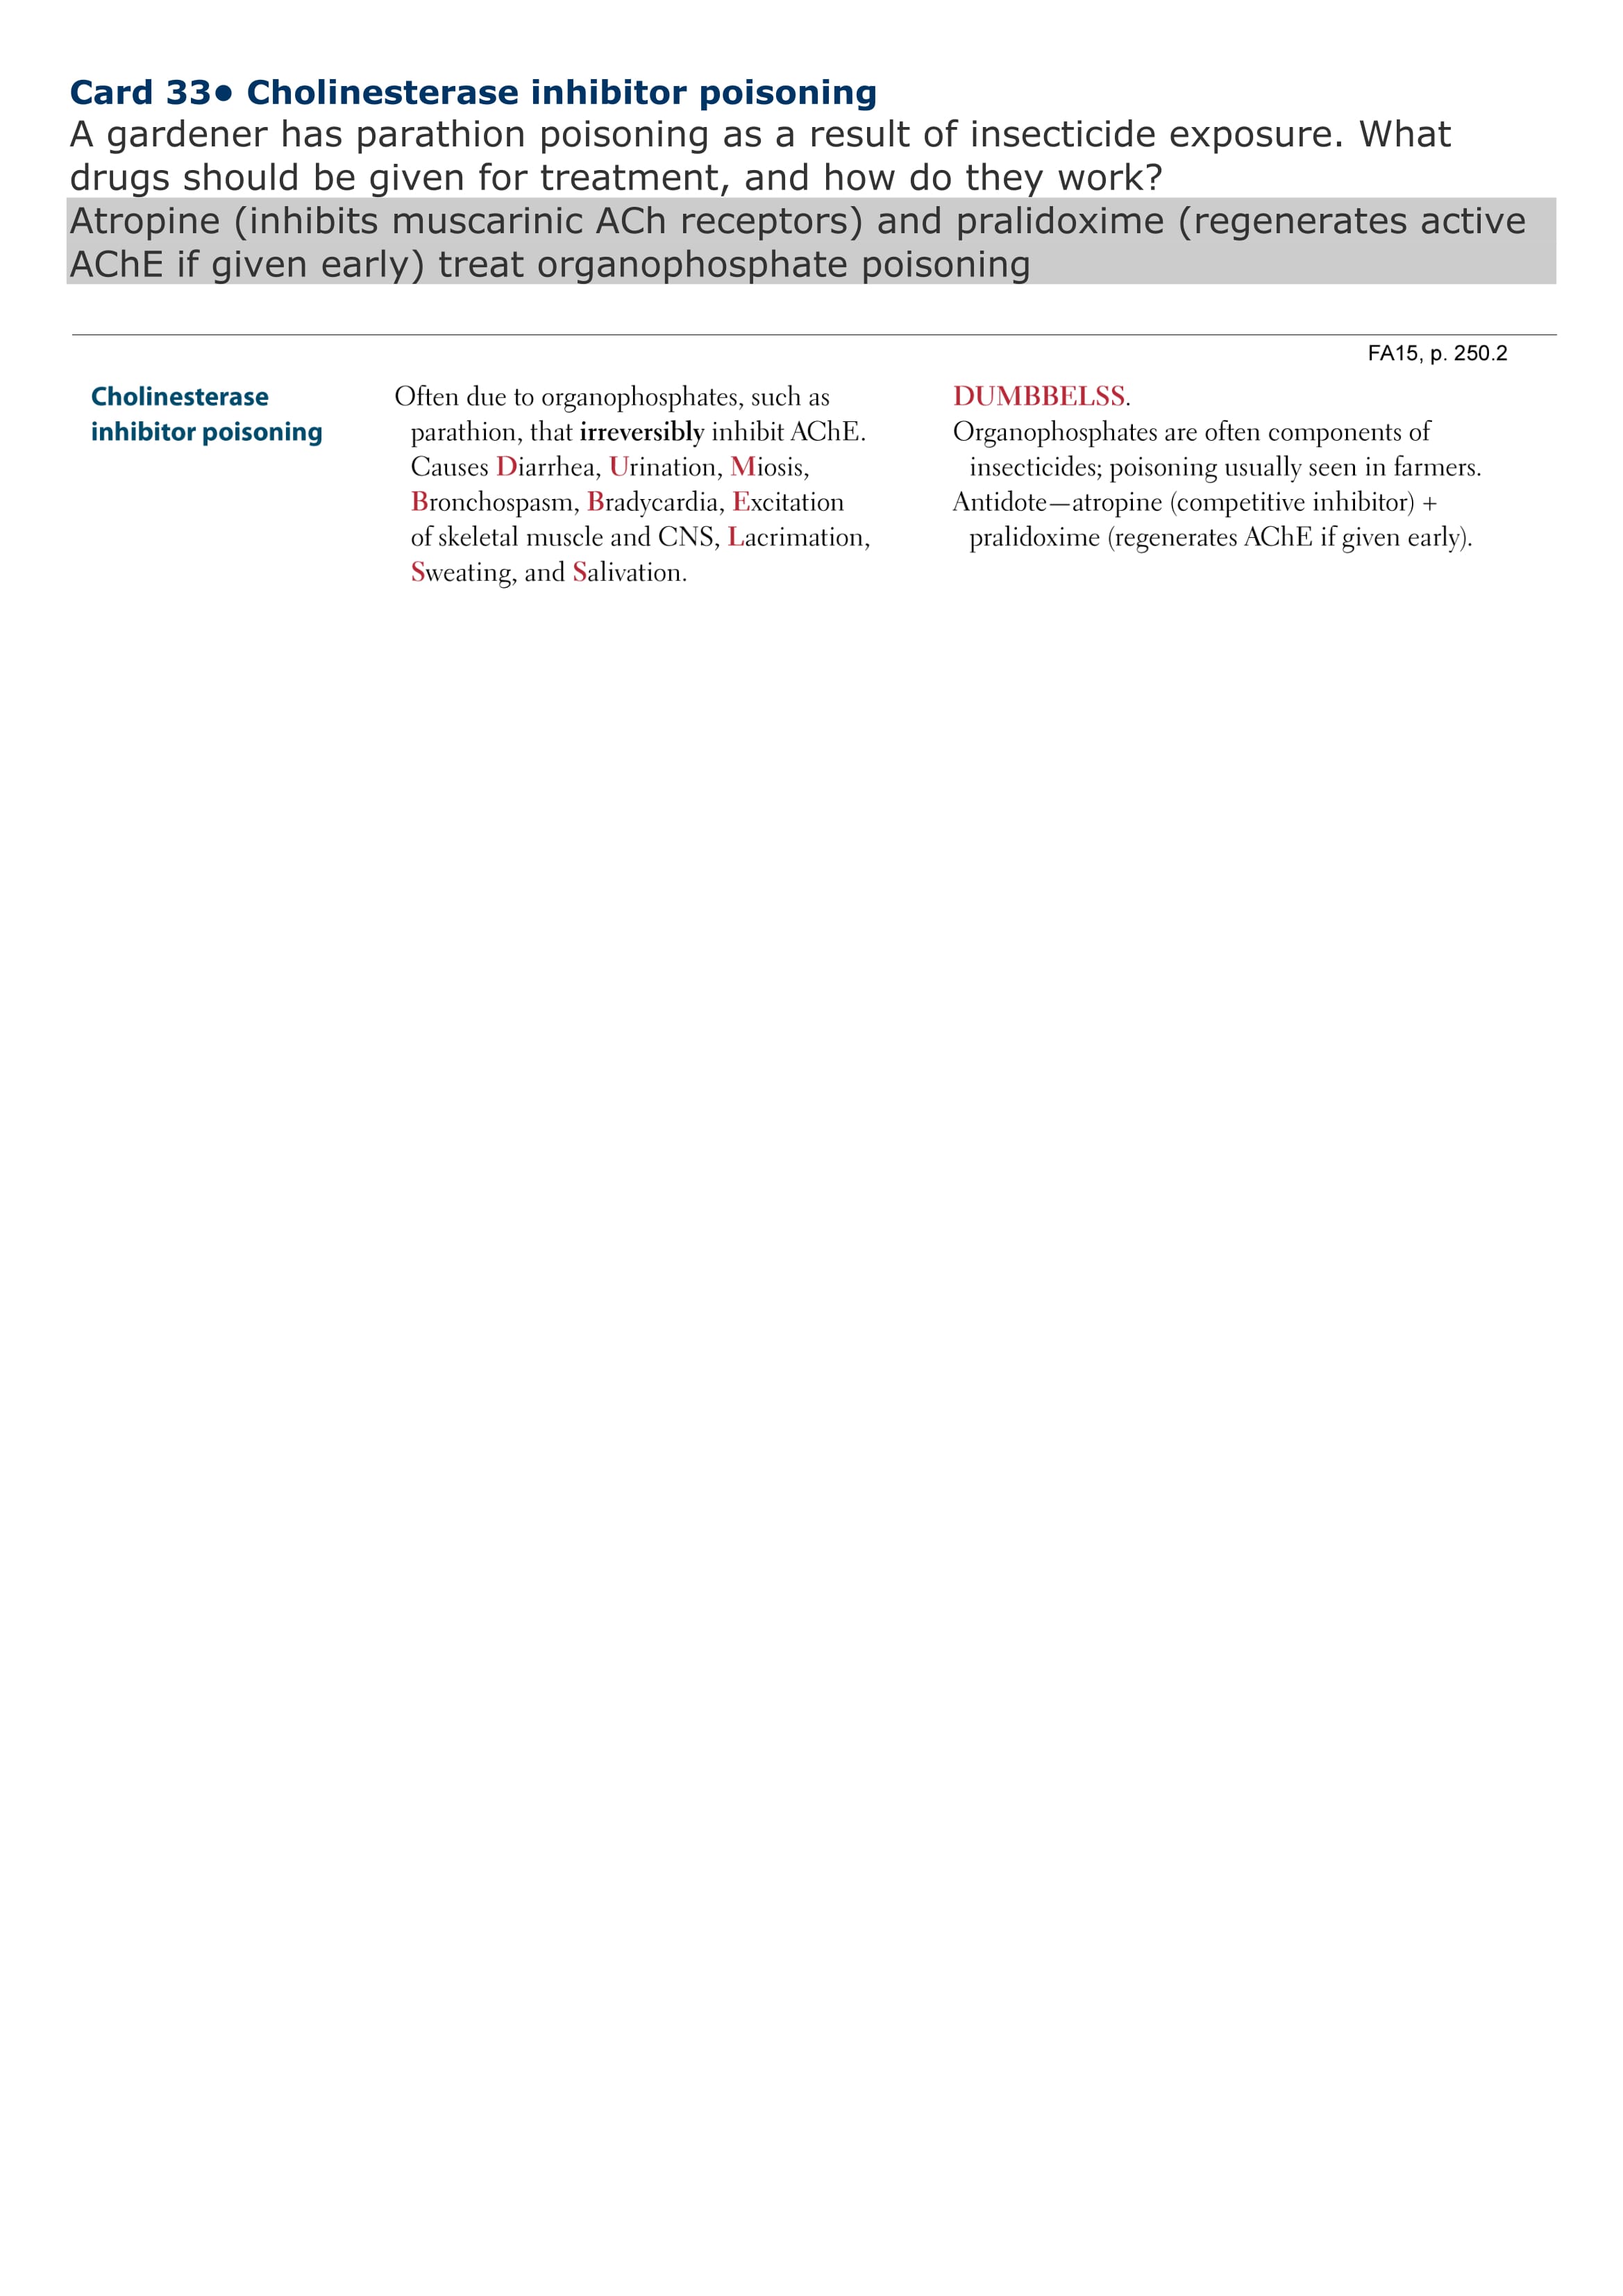 Card 33• Cholinesterase inhibitor poisoning
A gardener has parathion poisoning as a result of insecticide exposure. What
drugs should be given for treatment, and how do they work?
Atropine (inhibits muscarinic ACh receptors) and pralidoxime (regenerates active
AChE if given early) treat organophosphate poisoning
FA15, p. 250.2
Cholinesterase
inhibitor poisoning
Often due to organophosphates, such as
parathion, that irreversibly inhibit AChE.
Causes Diarrhea, Urination, Miosis,
Bronchospasm, Bradycardia, Excitation
of skeletal muscle and CNS, Lacrimation,
Sweating, and Salivation.
DUMBBELSS.
Organophosphates are often components of
insecticides; poisoning usually seen in farmers.
Antidote—atropine (competitive inhibitor) +
pralidoxime (regenerates AChE if given early).